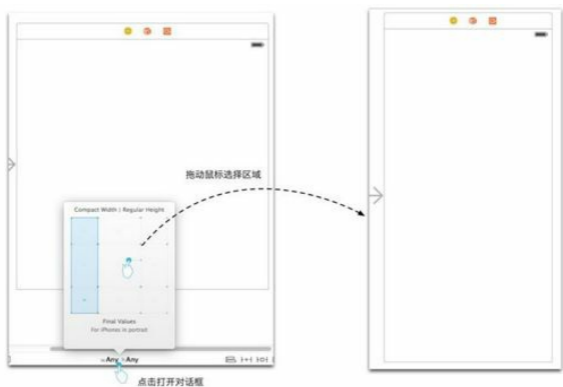 拖动鼠标选择区域
Compact Width | Regular Height
Final Values
For iPhones in portrait
wAny hAny
点击打开对话框